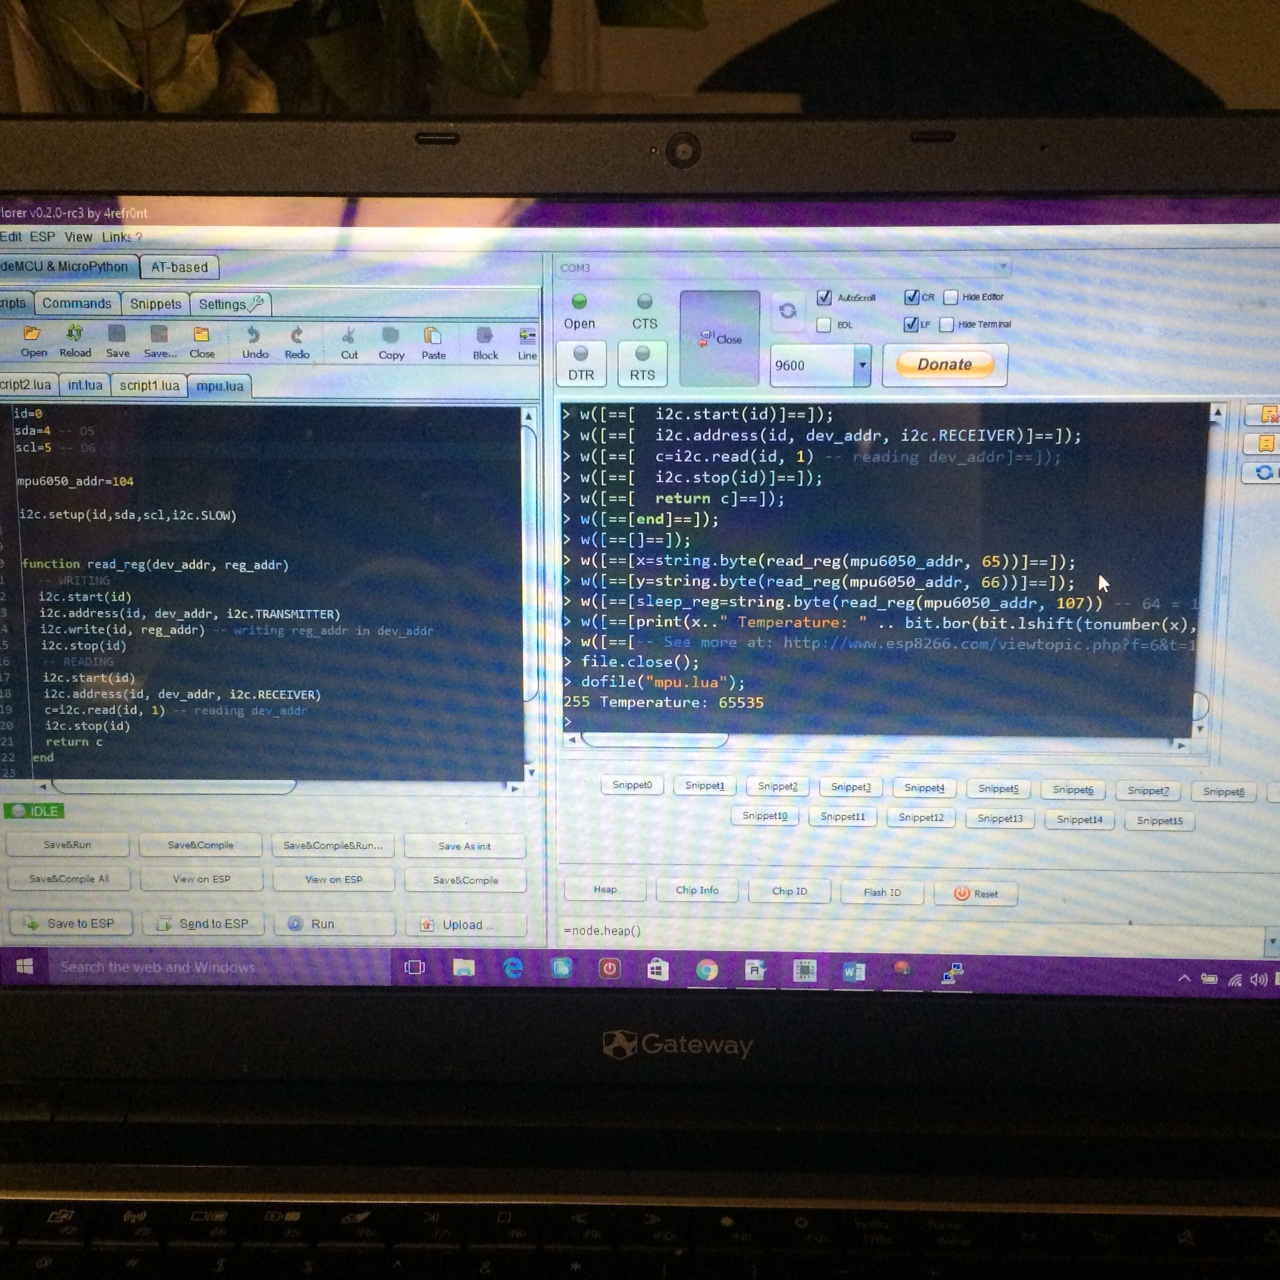 lorer v0.2.0-rc3 by 4refr0nt
Edit ESP View Links ?
deMCU & MicroPython AT-based
ripts Commands Snippets Settings
Open Reload Save Save... Close Undo Redo Cut Copy Paste Block Line
cript2.lua int.lua script1.lua mpu.lua
id=0
sda=4 -- D5
scl=5 -- D6
mpu6050_addr=104
i2c.setup(id,sda,scl,i2c.SLOW)
function read_reg(dev_addr, reg_addr)
-- WRITING
i2c.start(id)
i2c.address(id, dev_addr, i2c.TRANSMITTER)
i2c.write(id, reg_addr) -- writing reg_addr in dev_addr
i2c.stop(id)
-- READING
17 i2c.start(id)
18 i2c.address(id, dev_addr, i2c.RECEIVER)
19 c=i2c.read(id, 1) -- reading dev_addr
20 i2c.stop(id)
21 return c
22 end
23
IDLE
Save&Run Save&Compile Save&Compile&Run... Save As init
Save&Compile All View on ESP View on ESP Save&Compile
Save to ESP Send to ESP Run Upload ...
COM3
Open CTS Close AutoScroll CR Hide Editor
EOL LF Hide Terminal
DTR RTS 9600 Donate
> w([==[  i2c.start(id)]==]);
> w([==[  i2c.address(id, dev_addr, i2c.RECEIVER)]==]);
> w([==[  c=i2c.read(id, 1) -- reading dev_addr]==]);
> w([==[  i2c.stop(id)]==]);
> w([==[  return c]==]);
> w([==[end]==]);
> w([==[]==]);
> w([==[x=string.byte(read_reg(mpu6050_addr, 65))]==]);
> w([==[y=string.byte(read_reg(mpu6050_addr, 66))]==]);
> w([==[sleep_reg=string.byte(read_reg(mpu6050_addr, 107)) -- 64 = 1
> w([==[print(x.." Temperature: " .. bit.bor(bit.lshift(tonumber(x),
> w([==[-- See more at: http://www.esp8266.com/viewtopic.php?f=6&t=1
> file.close();
> dofile("mpu.lua");
255 Temperature: 65535
>
Snippet0 Snippet1 Snippet2 Snippet3 Snippet4 Snippet5 Snippet6 Snippet7 Snippet8
Snippet10 Snippet11 Snippet12 Snippet13 Snippet14 Snippet15
Heap Chip Info Chip ID Flash ID Reset
=node.heap()
Search the web and Windows
Gateway